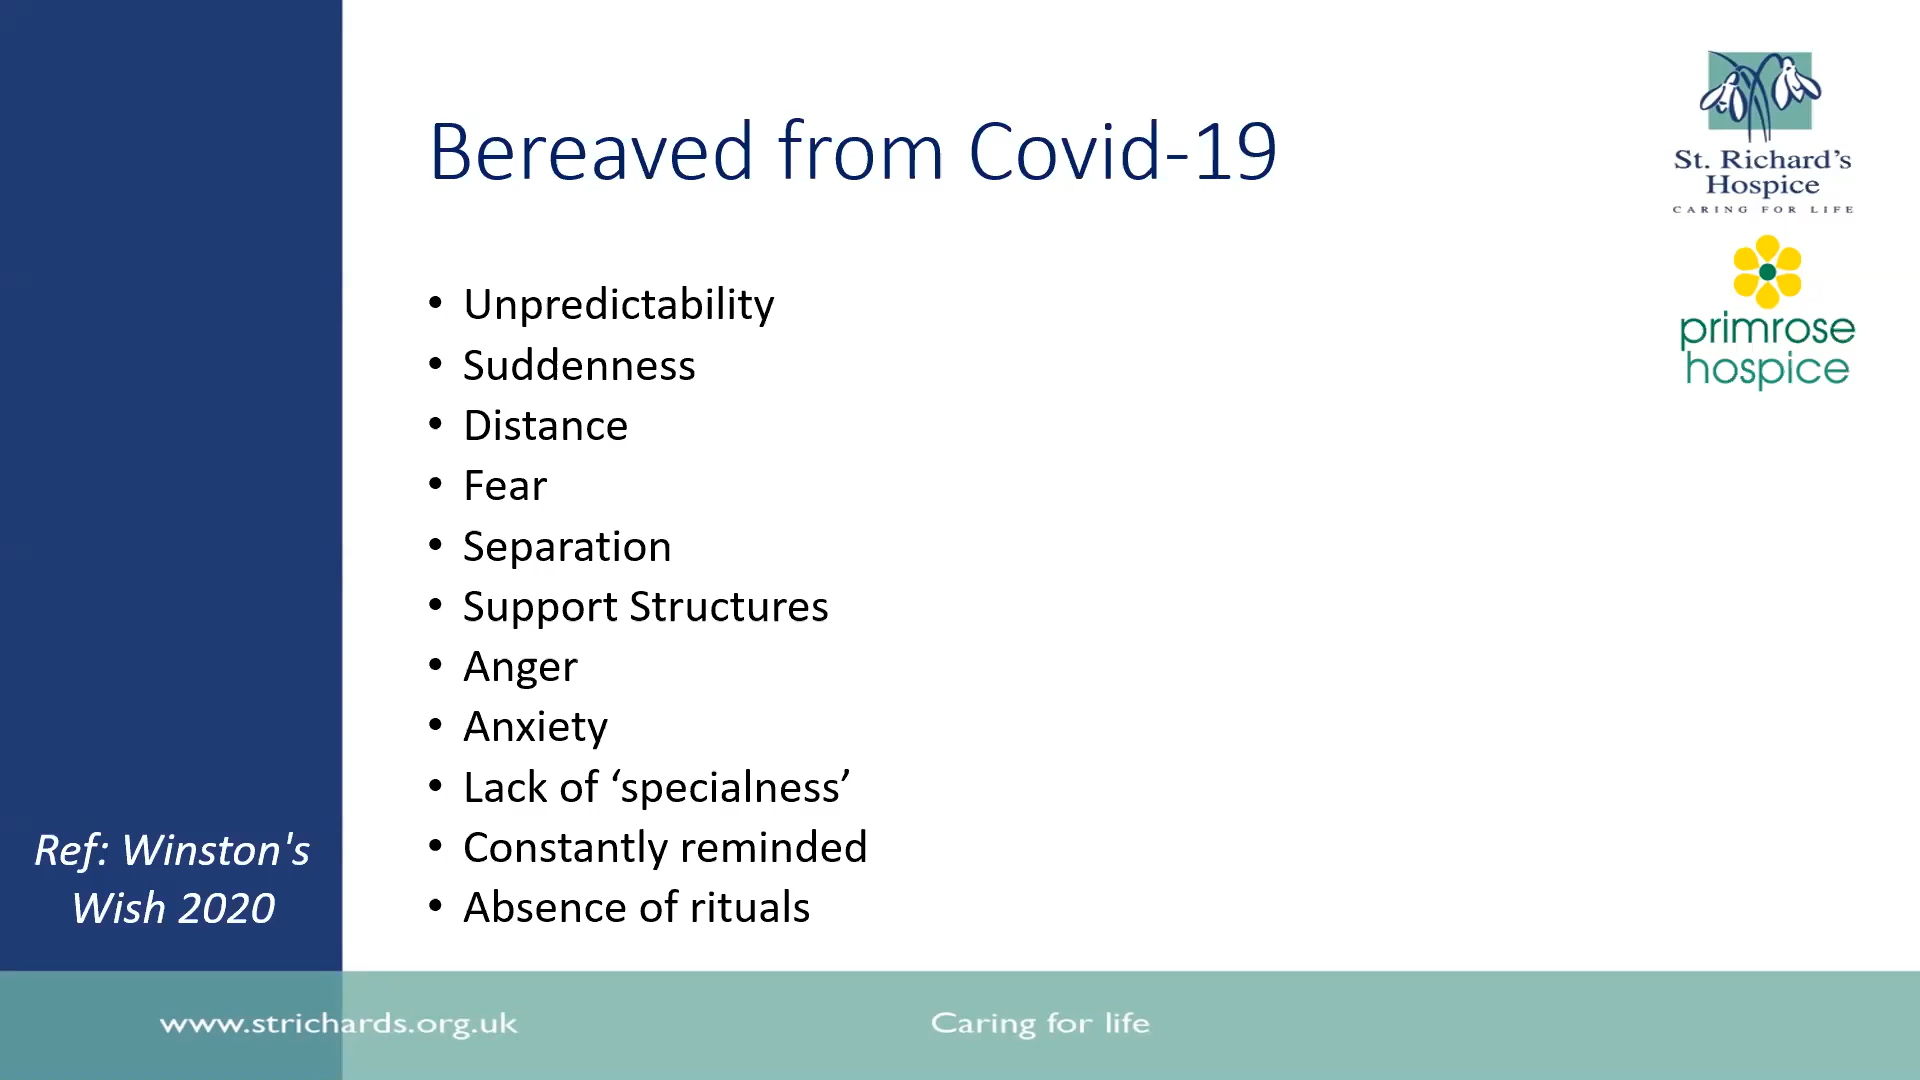 Bereaved from Covid-19
• Unpredictability
• Suddenness
• Distance
• Fear
• Separation
• Support Structures
• Anger
• Anxiety
• Lack of ‘specialness’
• Constantly reminded
• Absence of rituals
Ref: Winston's
Wish 2020
St. Richard’s
Hospice
CARING FOR LIFE
primrose
hospice
www.strichards.org.uk
Caring for life